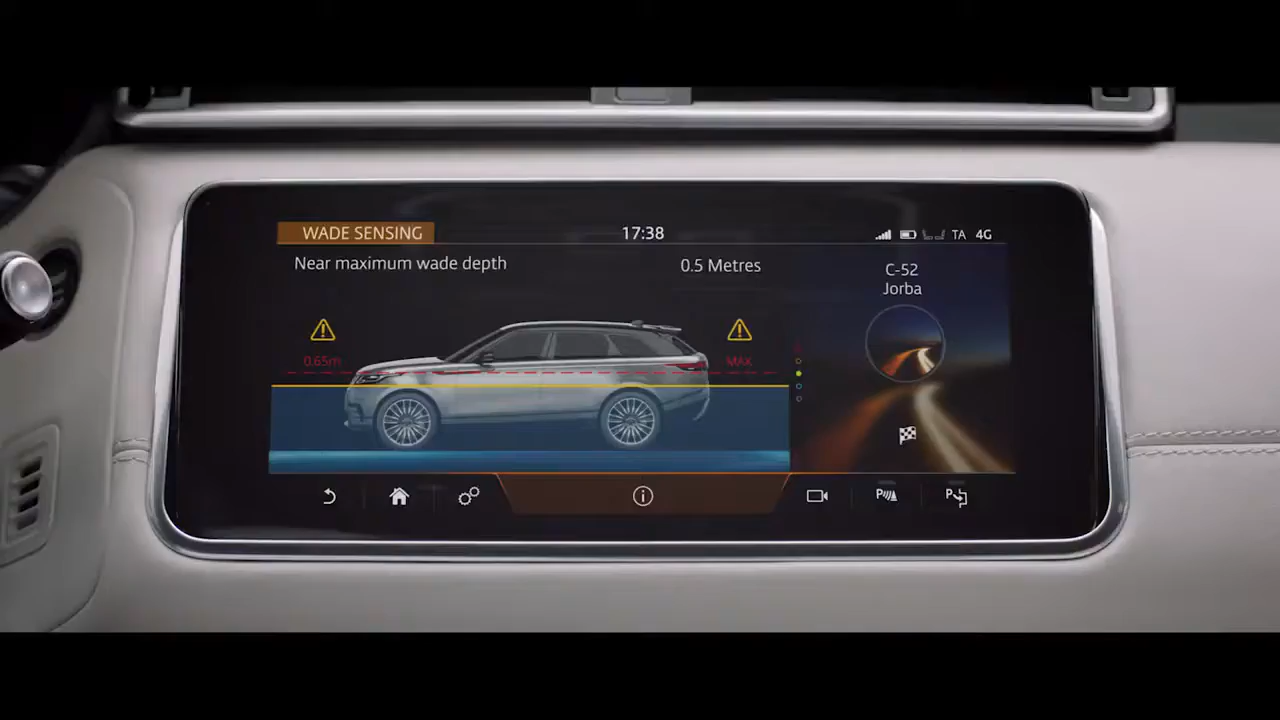 WADE SENSING
17:38
TA 4G
Near maximum wade depth
0.5 Metres
C-52
Jorba
0.65m
MAX
P
P